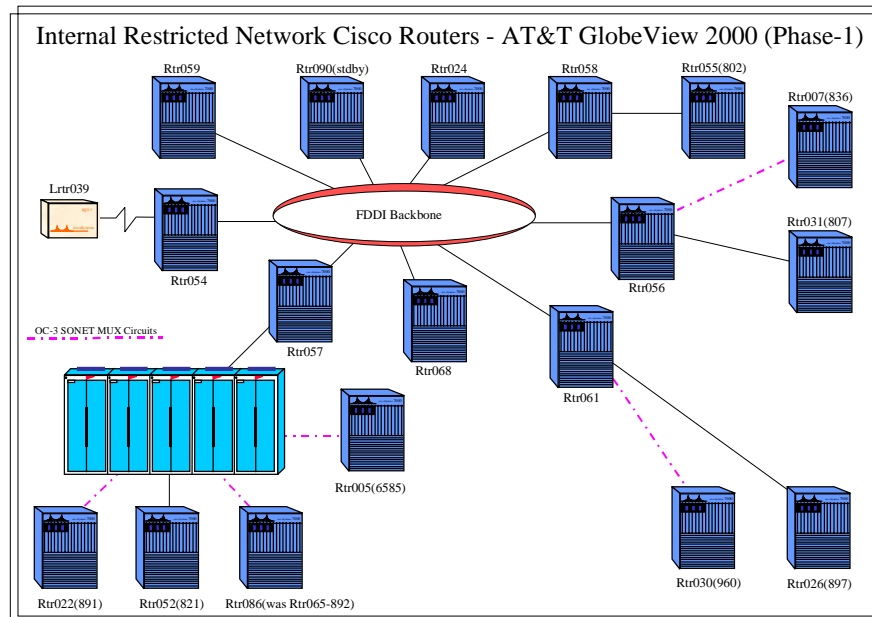 Internal Restricted Network Cisco Routers - AT&T GlobeView 2000 (Phase-1)
Rtr059
Rtr090(stdby)
Rtr024
Rtr058
Rtr055(802)
Rtr007(836)
Lrtr039
FDDI Backbone
Rtr054
Rtr031(807)
Rtr056
OC-3 SONET MUX Circuits
Rtr057
Rtr068
Rtr061
Rtr005(6585)
Rtr030(960)
Rtr026(897)
Rtr022(891)
Rtr052(821)
Rtr086(was Rtr065-892)